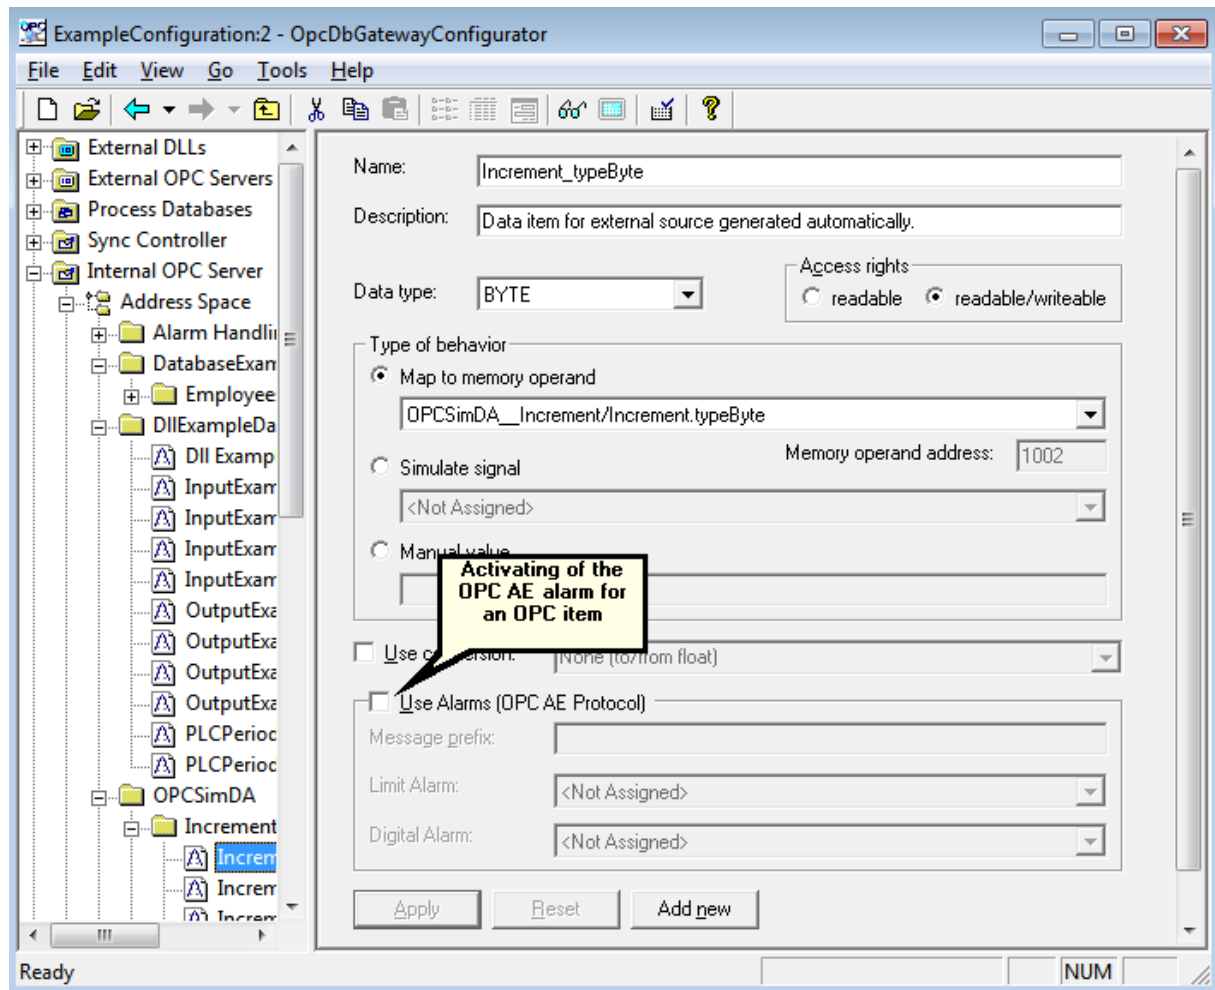 ExampleConfiguration:2 - OpcDbGatewayConfigurator
File Edit View Go Tools Help
External DLLs
External OPC Servers
Process Databases
Sync Controller
Internal OPC Server
Address Space
Alarm Handlin
DatabaseExam
Employee
DllExampleDa
Dll Examp
InputExam
InputExam
InputExam
InputExam
OutputExa
OutputExa
OutputExa
OutputExa
PLCPeriod
PLCPeriod
OPCSimDA
Increment
Increm
Increm
Increm
Name: Increment_typeByte
Description: Data item for external source generated automatically.
Data type: BYTE
Access rights
readable readable/writeable
Type of behavior
Map to memory operand
OPCSimDA__Increment/Increment.typeByte
Memory operand address: 1002
Simulate signal
<Not Assigned>
Manual value
Activating of the
OPC AE alarm for
an OPC item
Use conversion: None (to/from float)
Use Alarms (OPC AE Protocol)
Message prefix:
Limit Alarm: <Not Assigned>
Digital Alarm: <Not Assigned>
Apply Reset Add new
Ready NUM